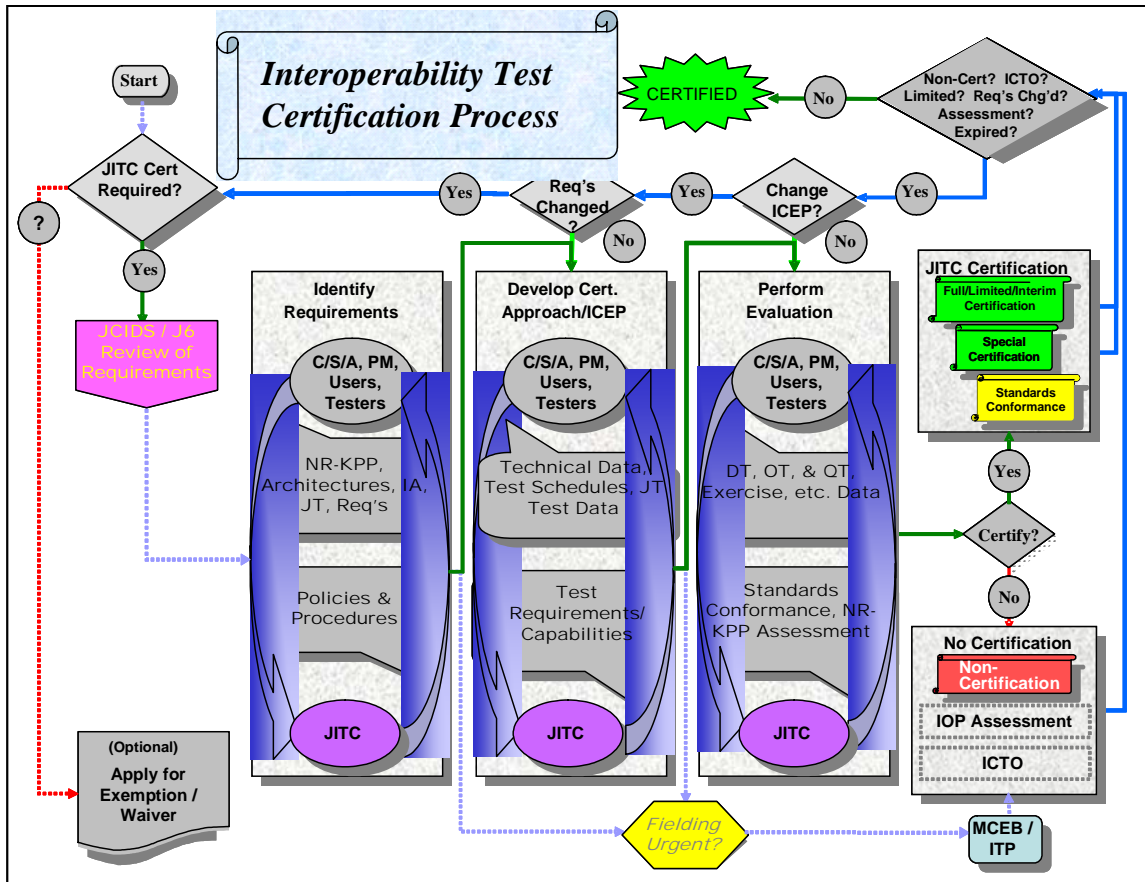 Interoperability Test
Certification Process
Start
CERTIFIED
No
Non-Cert? ICTO?
Limited? Req's Chg'd?
Assessment?
Expired?
JITC Cert
Required?
Yes
Req's
Changed
?
Yes
Change
ICEP?
Yes
?
Yes
No
No
JCIDS / J6
Review of
Requirements
Identify
Requirements
C/S/A, PM,
Users,
Testers
NR-KPP,
Architectures, IA,
JT, Req's
Policies &
Procedures
JITC
Develop Cert.
Approach/ICEP
C/S/A, PM,
Users,
Testers
Technical Data,
Test Schedules, JT
Test Data
Test
Requirements/
Capabilities
JITC
Perform
Evaluation
C/S/A, PM,
Users,
Testers
DT, OT, & QT,
Exercise, etc. Data
Standards
Conformance, NR-
KPP Assessment
JITC
JITC Certification
Full/Limited/Interim
Certification
Special
Certification
Standards
Conformance
Yes
Certify?
No
No Certification
Non-
Certification
IOP Assessment
ICTO
(Optional)
Apply for
Exemption /
Waiver
Fielding
Urgent?
MCEB /
ITP